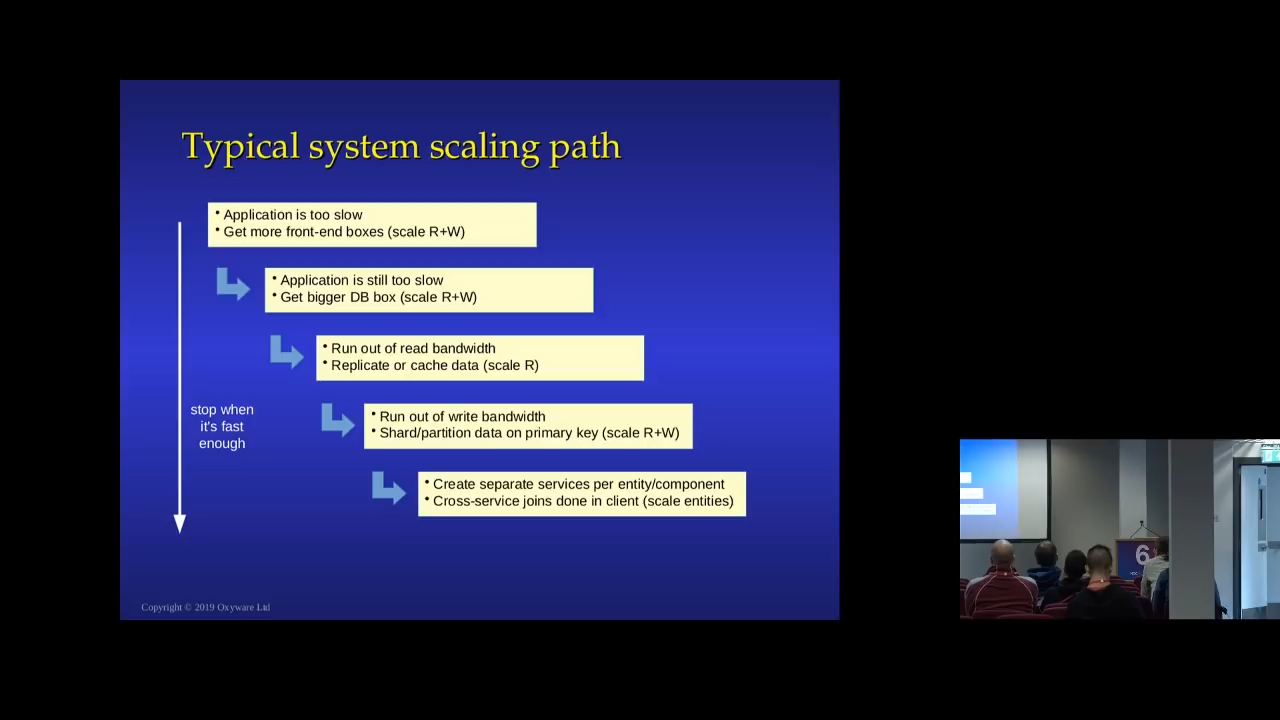 Typical system scaling path
• Application is too slow
• Get more front-end boxes (scale R+W)
• Application is still too slow
• Get bigger DB box (scale R+W)
• Run out of read bandwidth
• Replicate or cache data (scale R)
stop when
it's fast
enough
• Run out of write bandwidth
• Shard/partition data on primary key (scale R+W)
• Create separate services per entity/component
• Cross-service joins done in client (scale entities)
Copyright © 2019 Oxyware Ltd
6